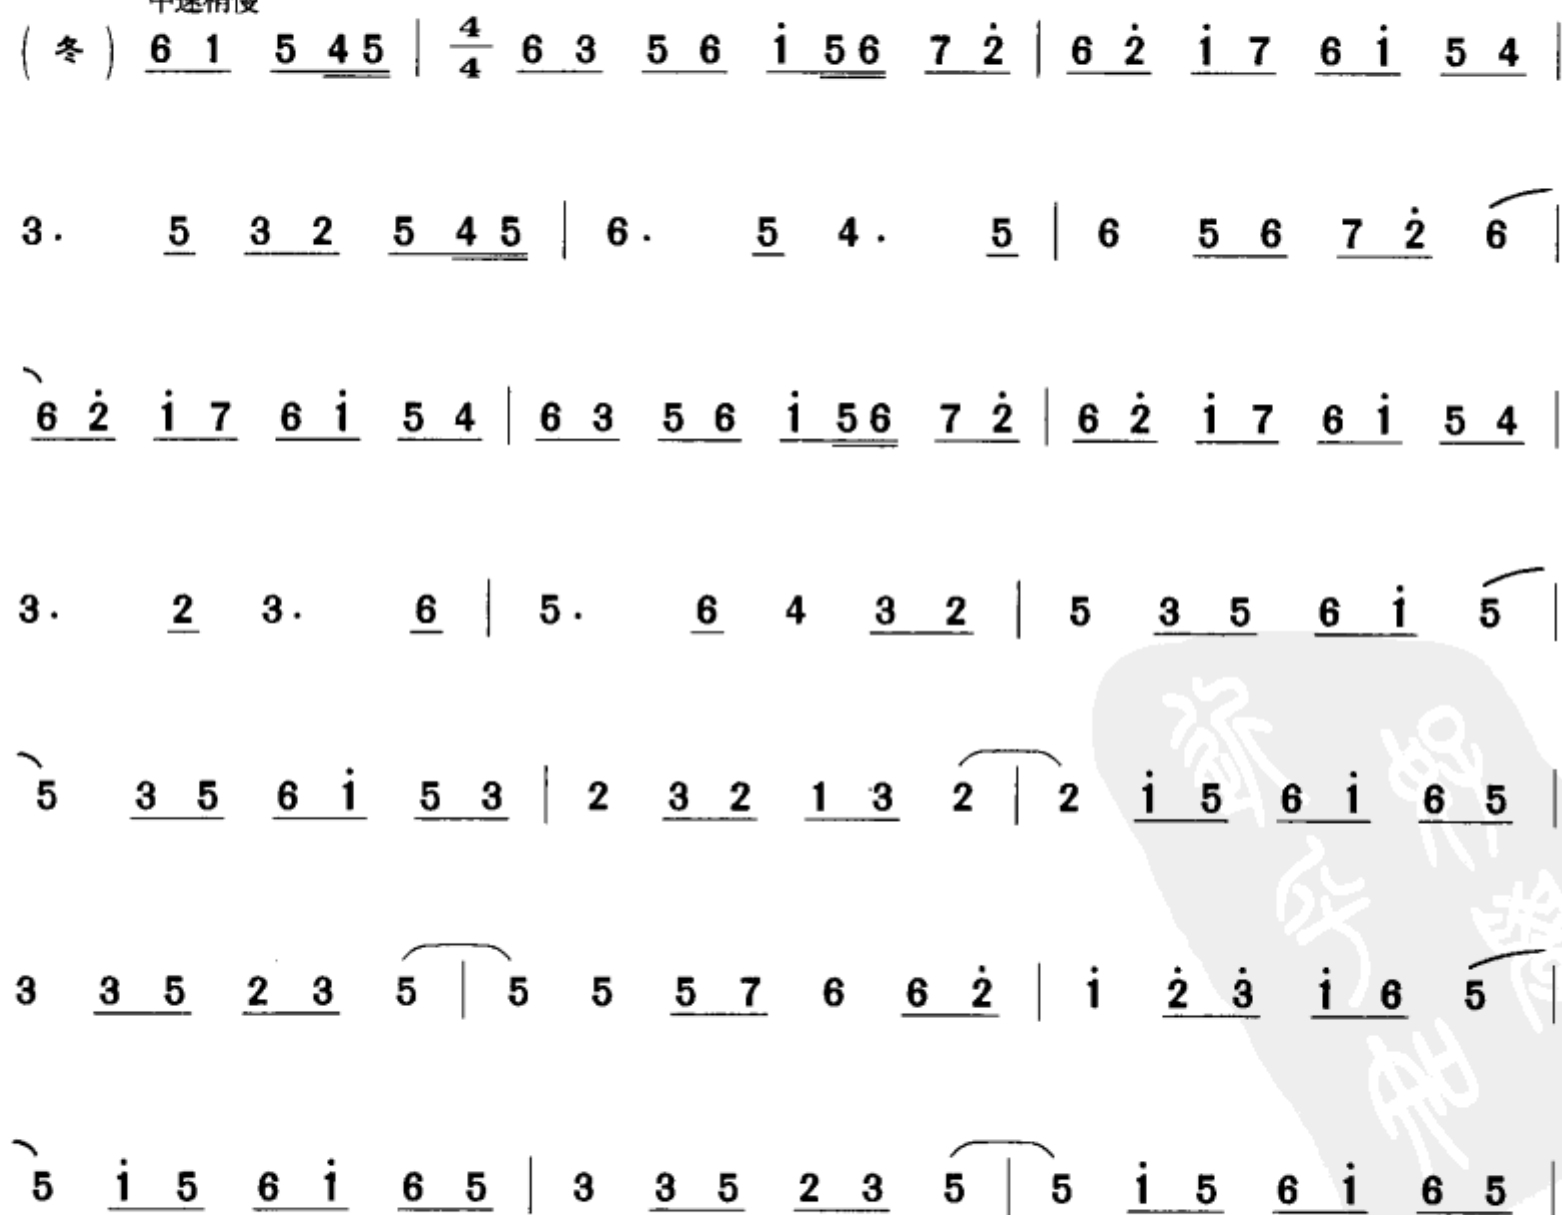 中速稍慢
( 冬 ) 6 1 5 4 5 | 4/4 6 3 5 6 i 5 6 7 2̇ | 6 2̇ i 7 6 i 5 4 |
3. 5 3 2 5 4 5 | 6. 5 4. 5 | 6 5 6 7 2̇ 6 |
6 2̇ i 7 6 i 5 4 | 6 3 5 6 i 5 6 7 2̇ | 6 2̇ i 7 6 i 5 4 |
3. 2 3. 6 | 5. 6 4 3 2 | 5 3 5 6 i 5 |
5 3 5 6 i 5 3 | 2 3 2 1 3 2 | 2 i 5 6 i 6 5 |
3 3 5 2 3 5 | 5 5 5 7 6 6 2̇ | i 2̇ 3̇ i 6 5 |
5 i 5 6 i 6 5 | 3 3 5 2 3 5 | 5 i 5 6 i 6 5 |